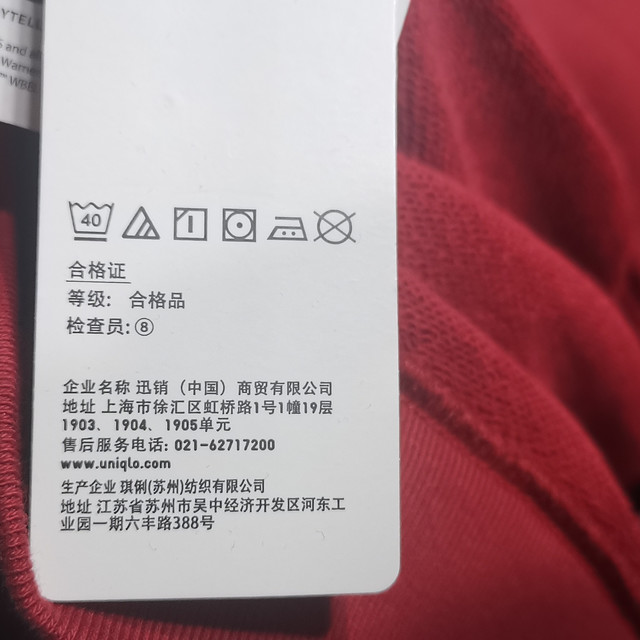 YTELL
and
Warne
40
合格证
等级: 合格品
检查员:⑧
企业名称 迅销（中国）商贸有限公司
地址 上海市徐汇区虹桥路1号1幢19层
1903、1904、1905单元
售后服务电话: 021-62717200
www.uniqlo.com
生产企业 琪俐(苏州)纺织有限公司
地址 江苏省苏州市吴中经济开发区河东工
业园一期六丰路388号